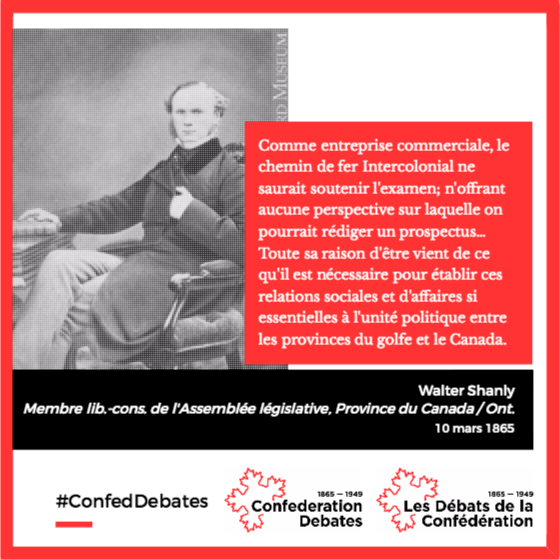 RD MUSEUM
Comme entreprise commerciale, le
chemin de fer Intercolonial ne
saurait soutenir l'examen; n'offrant
aucune perspective sur laquelle on
pourrait rédiger un prospectus...
Toute sa raison d'être vient de ce
qu'il est nécessaire pour établir ces
relations sociales et d'affaires si
essentielles à l'unité politique entre
les provinces du golfe et le Canada.
Walter Shanly
Membre lib.-cons. de l'Assemblée législative, Province du Canada / Ont.
10 mars 1865
#ConfedDebates
1865 — 1949
Confederation
Debates
1865 — 1949
Les Débats de la
Confédération